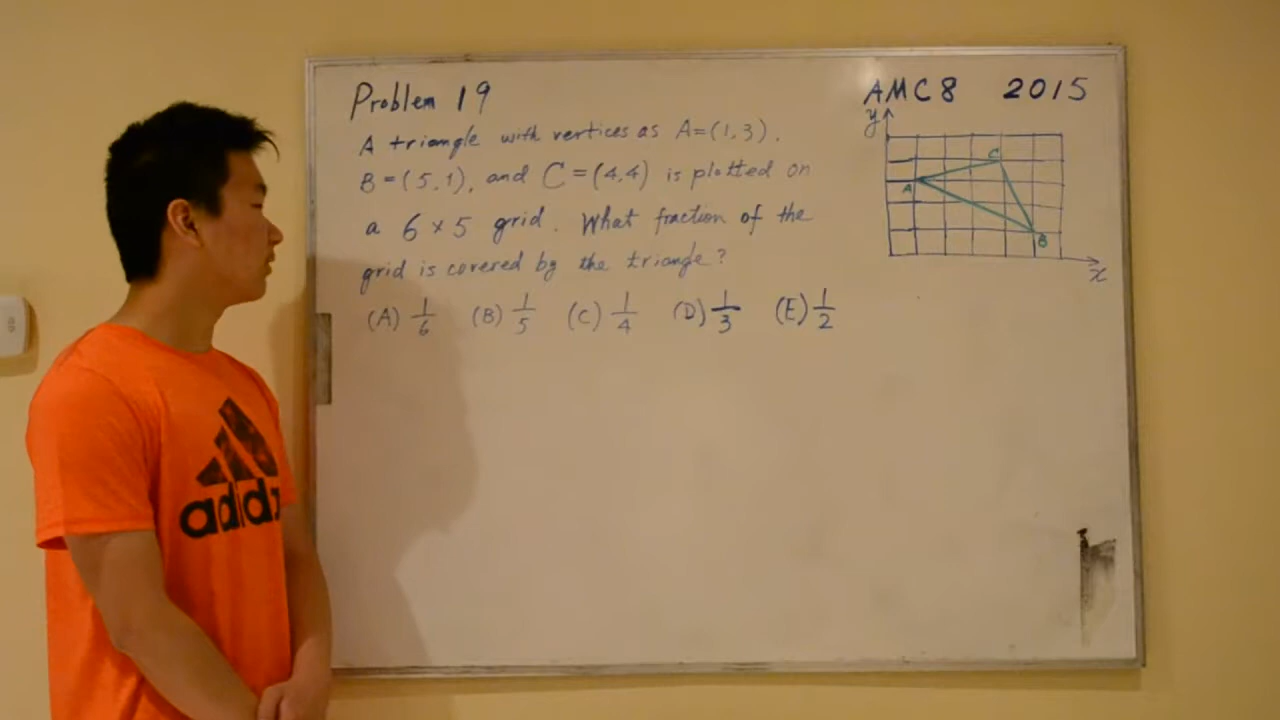 Problem 19
AMC8 2015
A triangle with vertices as A=(1,3),
B=(5,1), and C=(4,4) is plotted on
a 6×5 grid. What fraction of the
grid is covered by the triangle?
(A) 1/6 (B) 1/5 (C) 1/4 (D) 1/3 (E) 1/2
y
C
A
B
x
adidas